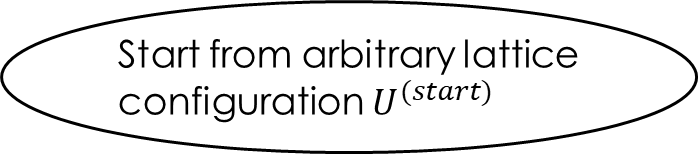 Start from arbitrary lattice
configuration U^(start)